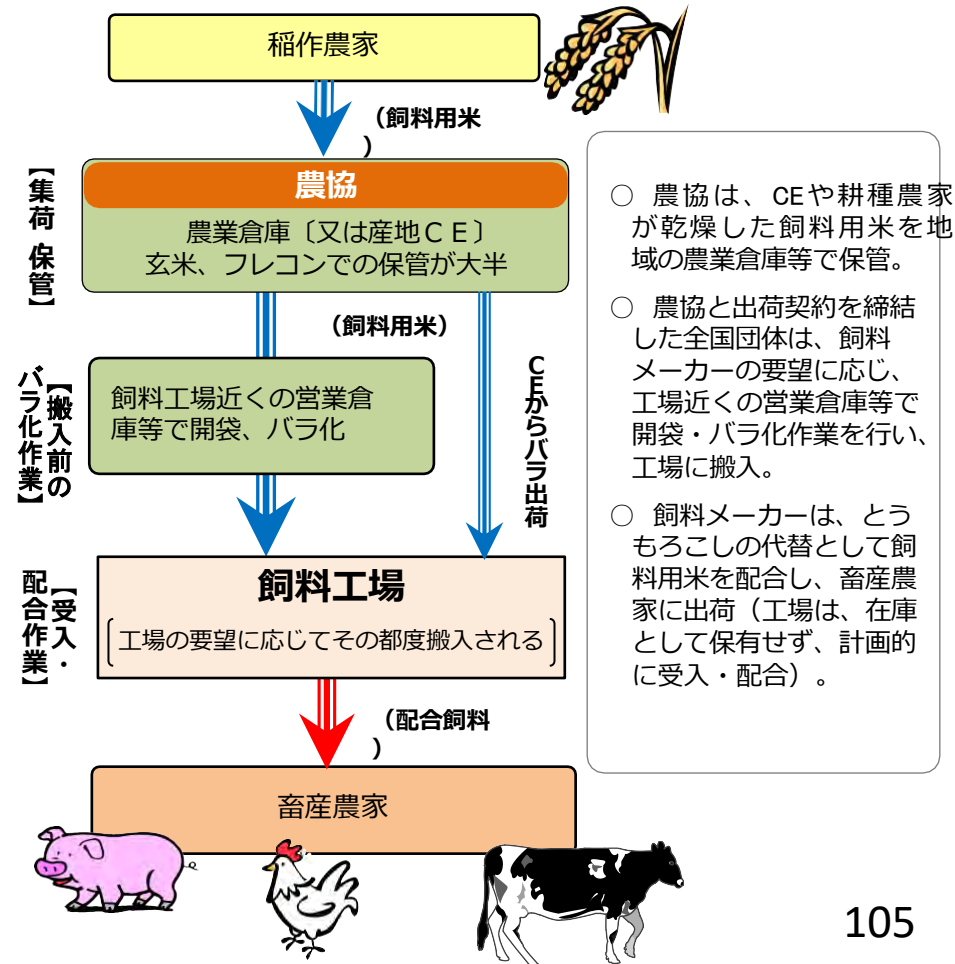 稲作農家
（飼料用米
）
【集荷・保管】
農協
農業倉庫〔又は産地ＣＥ〕
玄米、フレコンでの保管が大半
（飼料用米）
【搬入前の
バラ化作業】
飼料工場近くの営業倉
庫等で開袋、バラ化
ＣＥからバラ出荷
【受入・
配合作業】
飼料工場
〔工場の要望に応じてその都度搬入される〕
（配合飼料
）
畜産農家
○ 農協は、CEや耕種農家
が乾燥した飼料用米を地
域の農業倉庫等で保管。
○ 農協と出荷契約を締結
した全国団体は、飼料
メーカーの要望に応じ、
工場近くの営業倉庫等で
開袋・バラ化作業を行い、
工場に搬入。
○ 飼料メーカーは、とう
もろこしの代替として飼
料用米を配合し、畜産農
家に出荷（工場は、在庫
として保有せず、計画的
に受入・配合）。
105